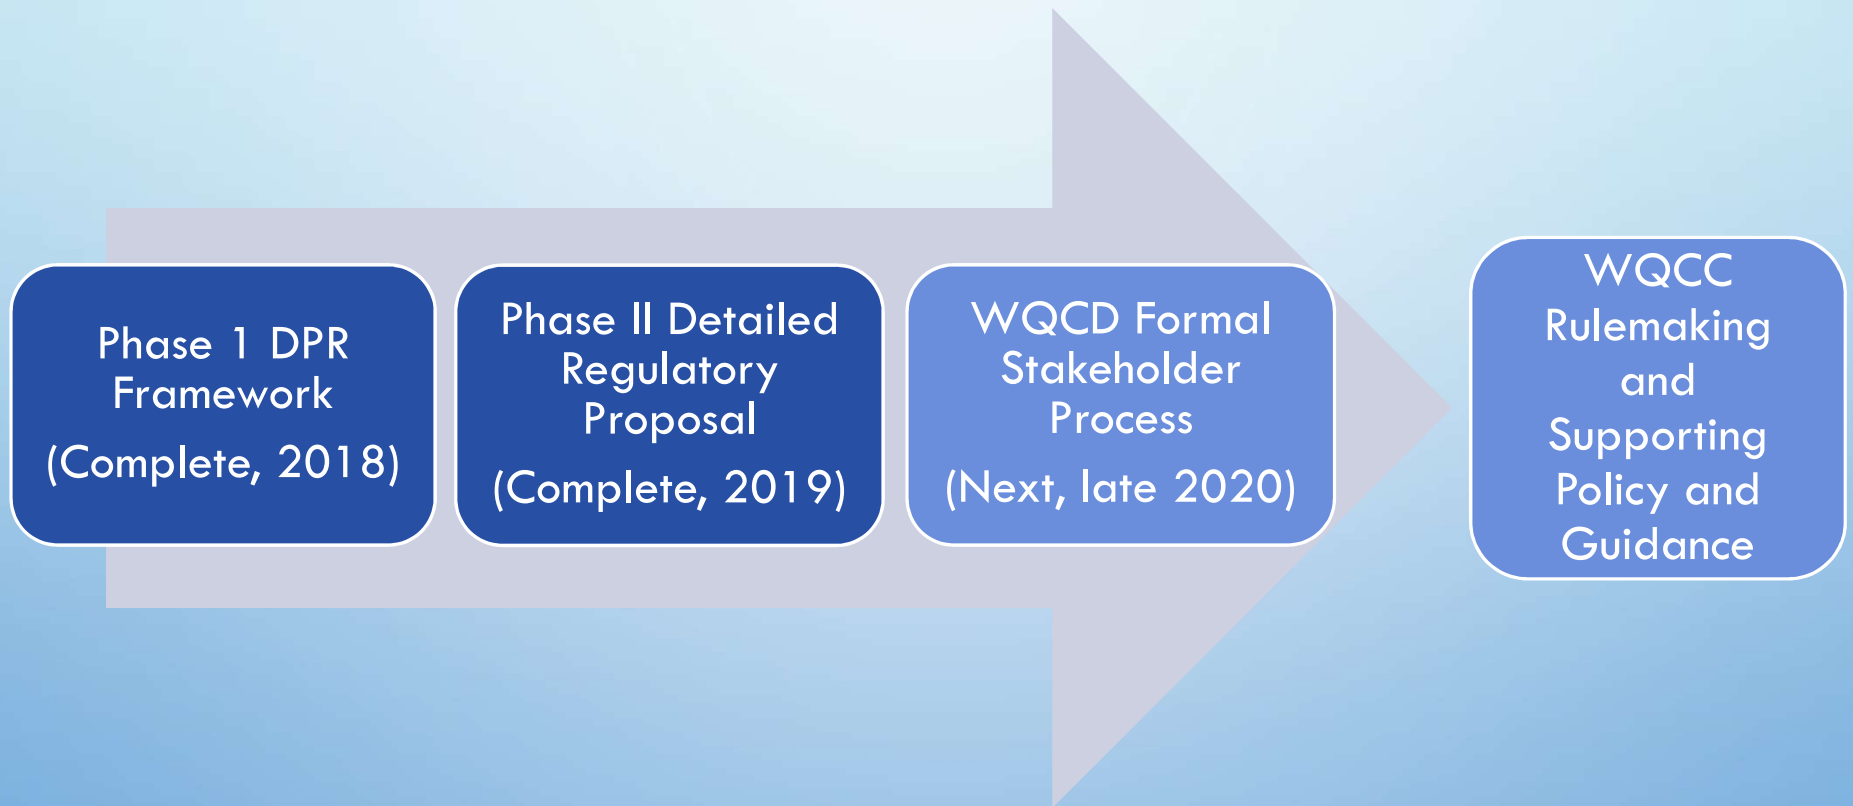 Phase 1 DPR
Framework
(Complete, 2018)
Phase II Detailed
Regulatory
Proposal
(Complete, 2019)
WQCD Formal
Stakeholder
Process
(Next, late 2020)
WQCC
Rulemaking
and
Supporting
Policy and
Guidance